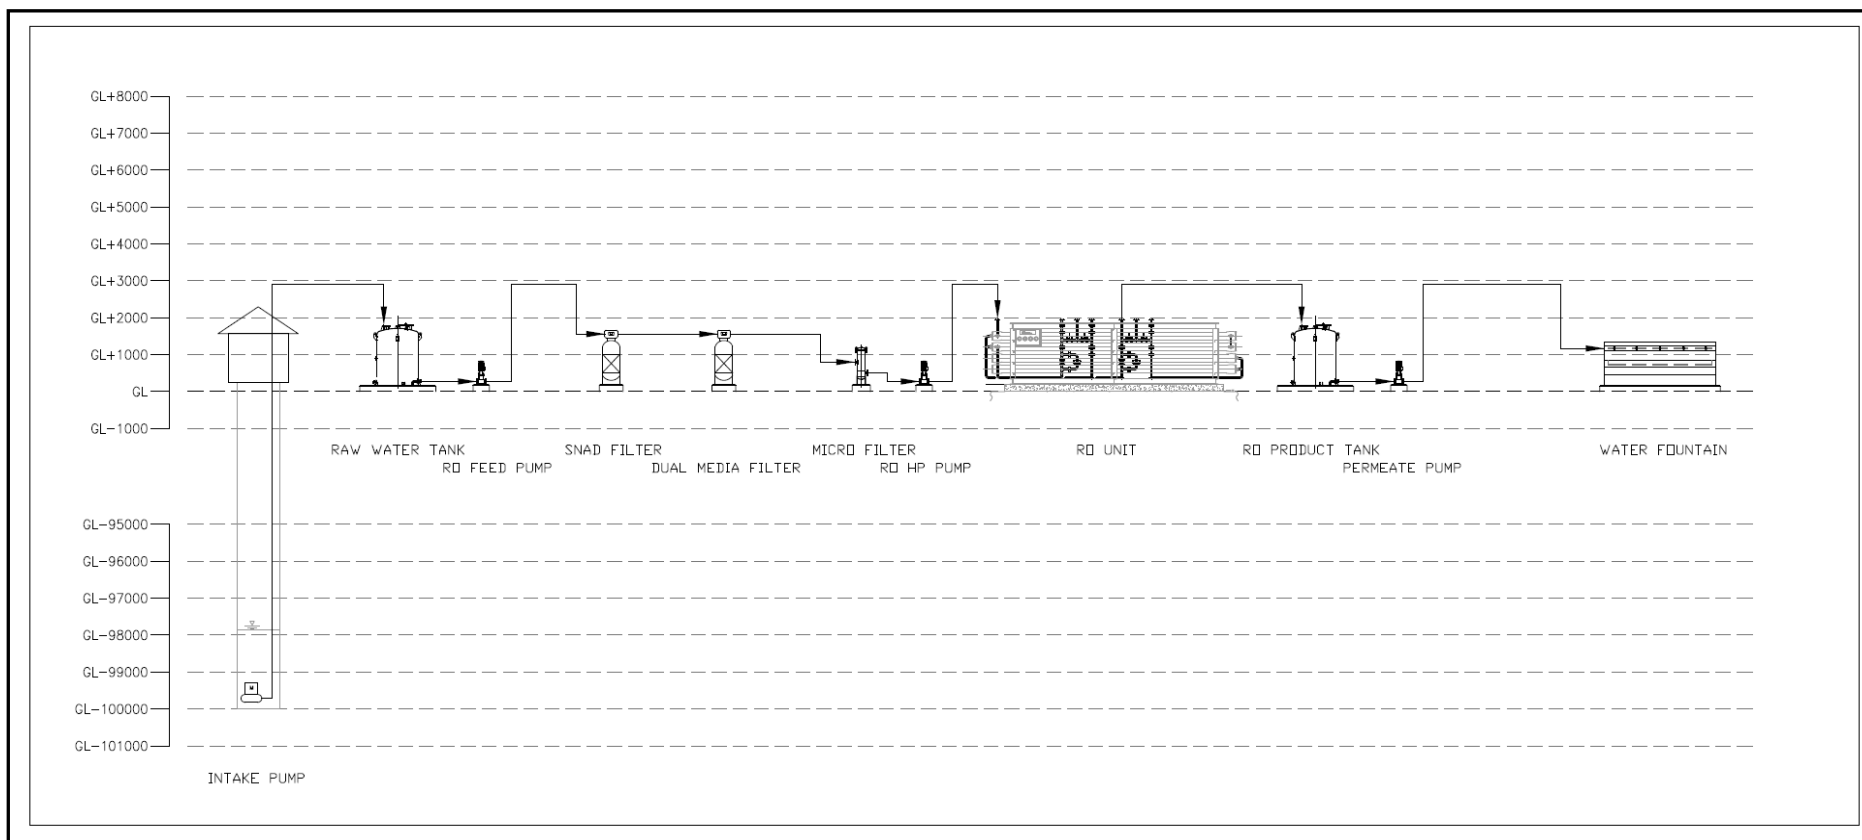 GL+8000
GL+7000
GL+6000
GL+5000
GL+4000
GL+3000
GL+2000
GL+1000
GL
GL-1000
RAW WATER TANK
RO FEED PUMP
SNAD FILTER
DUAL MEDIA FILTER
MICRO FILTER
RO HP PUMP
RO UNIT
RO PRODUCT TANK
PERMEATE PUMP
WATER FOUNTAIN
GL-95000
GL-96000
GL-97000
GL-98000
GL-99000
GL-100000
GL-101000
INTAKE PUMP